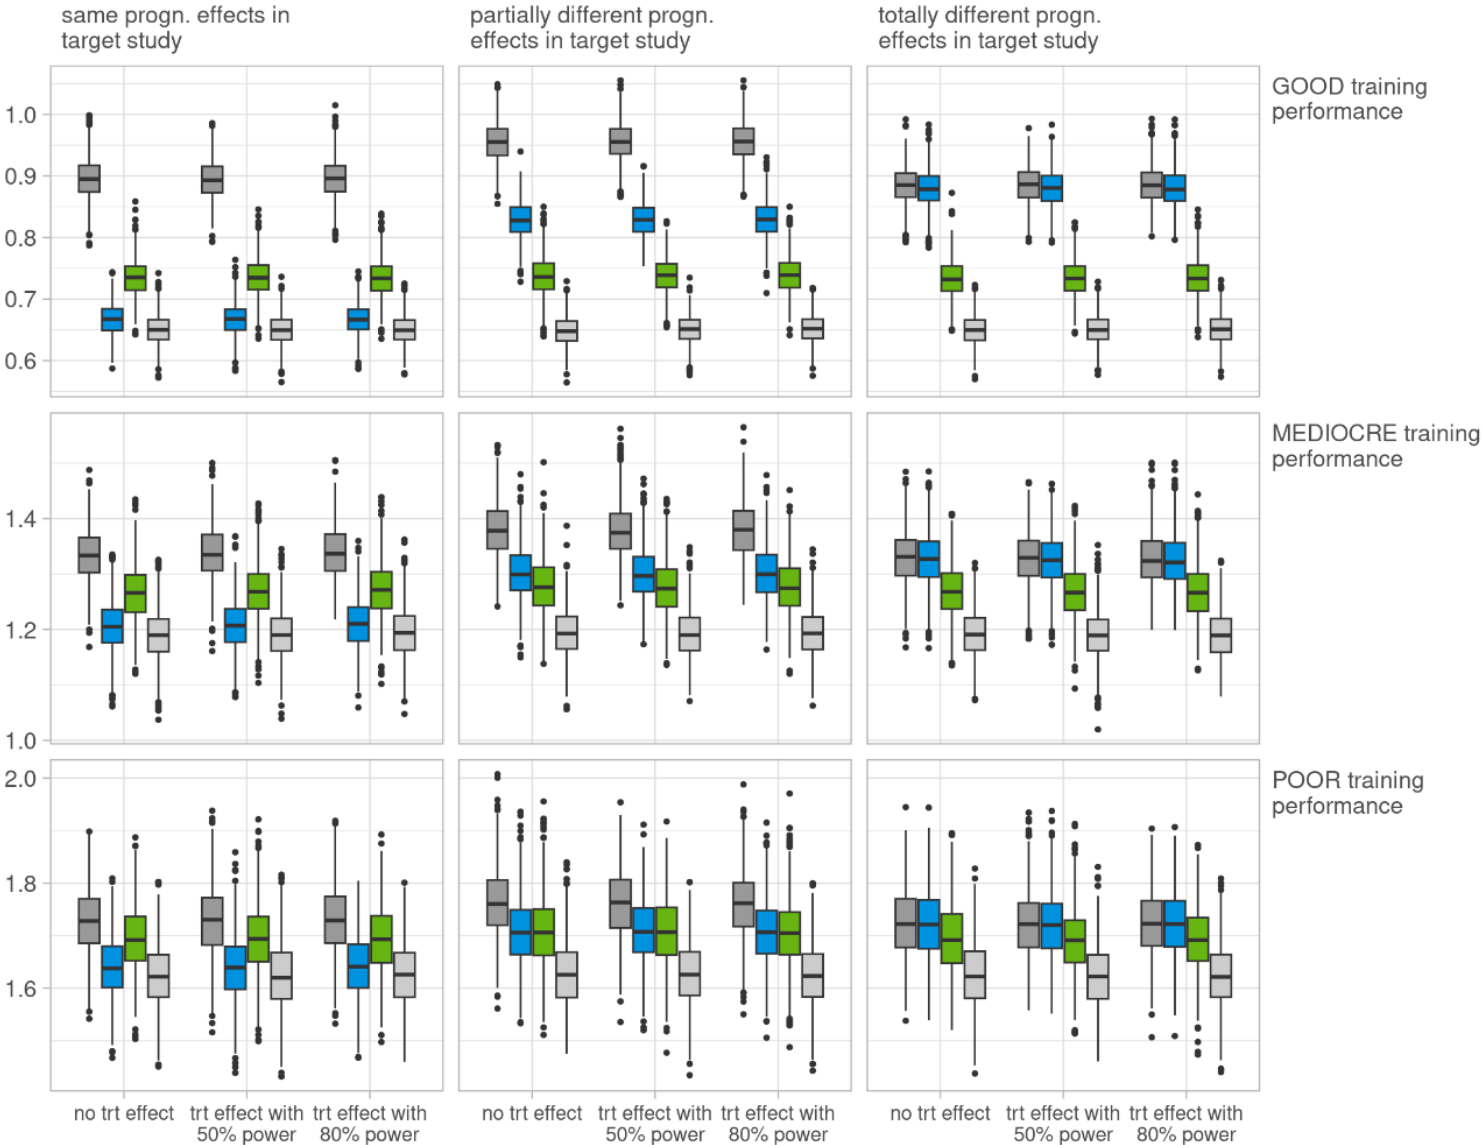 same progn. effects in
target study
partially different progn.
effects in target study
totally different progn.
effects in target study
GOOD training
performance
1.0
0.9
0.8
0.7
0.6
MEDIOCRE training
performance
1.4
1.2
1.0
POOR training
performance
2.0
1.8
1.6
no trt effect
trt effect with
50% power
trt effect with
80% power
no trt effect
trt effect with
50% power
trt effect with
80% power
no trt effect
trt effect with
50% power
trt effect with
80% power